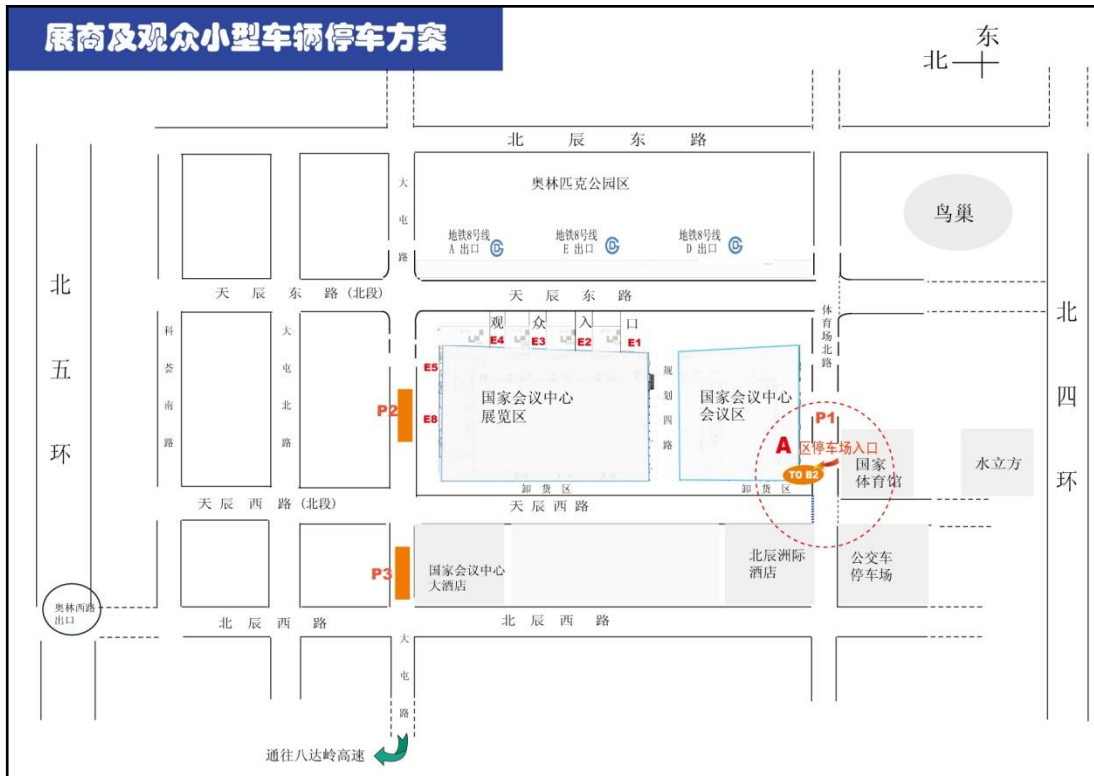 展商及观众小型车辆停车方案
东
北
北辰东路
大屯路
奥林匹克公园区
鸟巢
地铁8号线
A 出口
地铁8号线
E 出口
地铁8号线
D 出口
北五环
北四环
天辰东路(北段)
天辰东路
体育场北路
科荟南路
大屯北路
观众入口
E4
E3
E2
E1
E5
E8
国家会议中心
展览区
规划四路
国家会议中心
会议区
P2
P1
A 区停车场入口
TO B2
国家
体育馆
水立方
卸货区
卸货区
天辰西路(北段)
天辰西路
P3
国家会议中心
大酒店
北辰洲际
酒店
公交车
停车场
奥林西路
出口
北辰西路
北辰西路
大屯路
通往八达岭高速